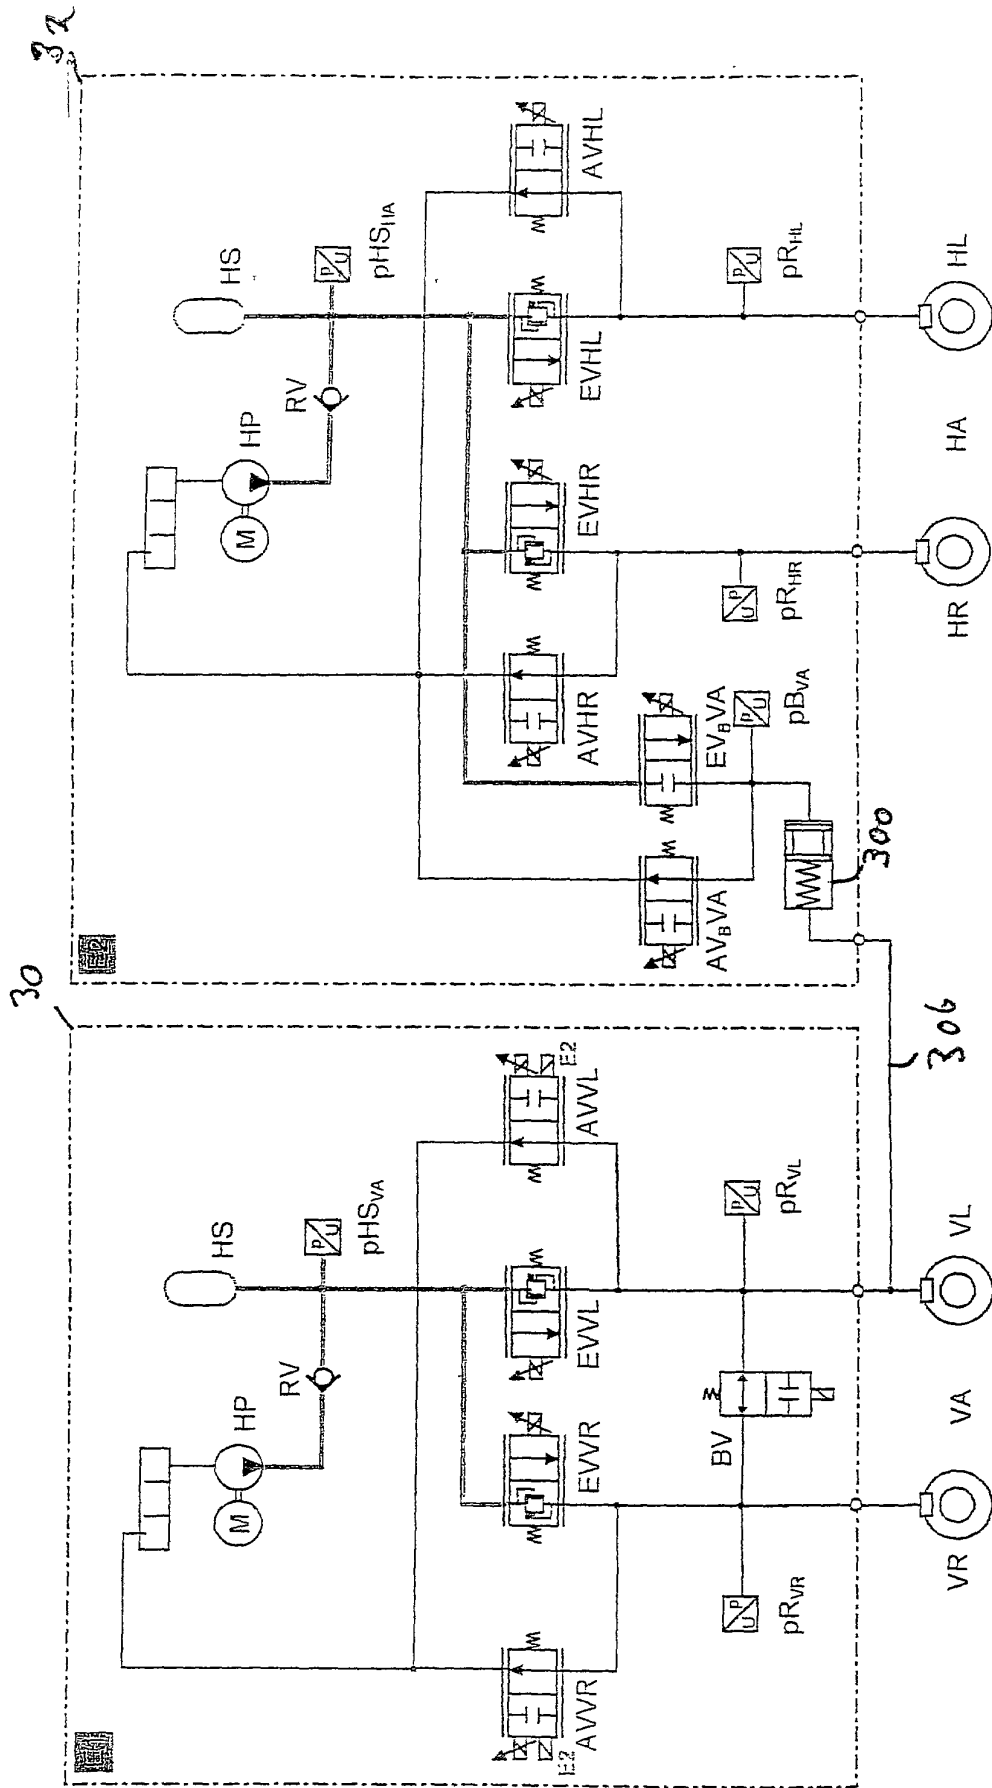 32
HS
pHS_HA
RV
HP
M
P
U
AVHL
EVHL
EVHR
AVHR
P
U
pR_HL
P
U
pR_HR
EV_BVA
P
U
pB_VA
AV_BVA
300
E2
HL
HA
HR
30
306
HS
pHS_VA
RV
HP
M
P
U
E2
AVVL
EVVL
EVVR
AVVR
E2
P
U
pR_VL
BV
P
U
pR_VR
VL
VA
VR